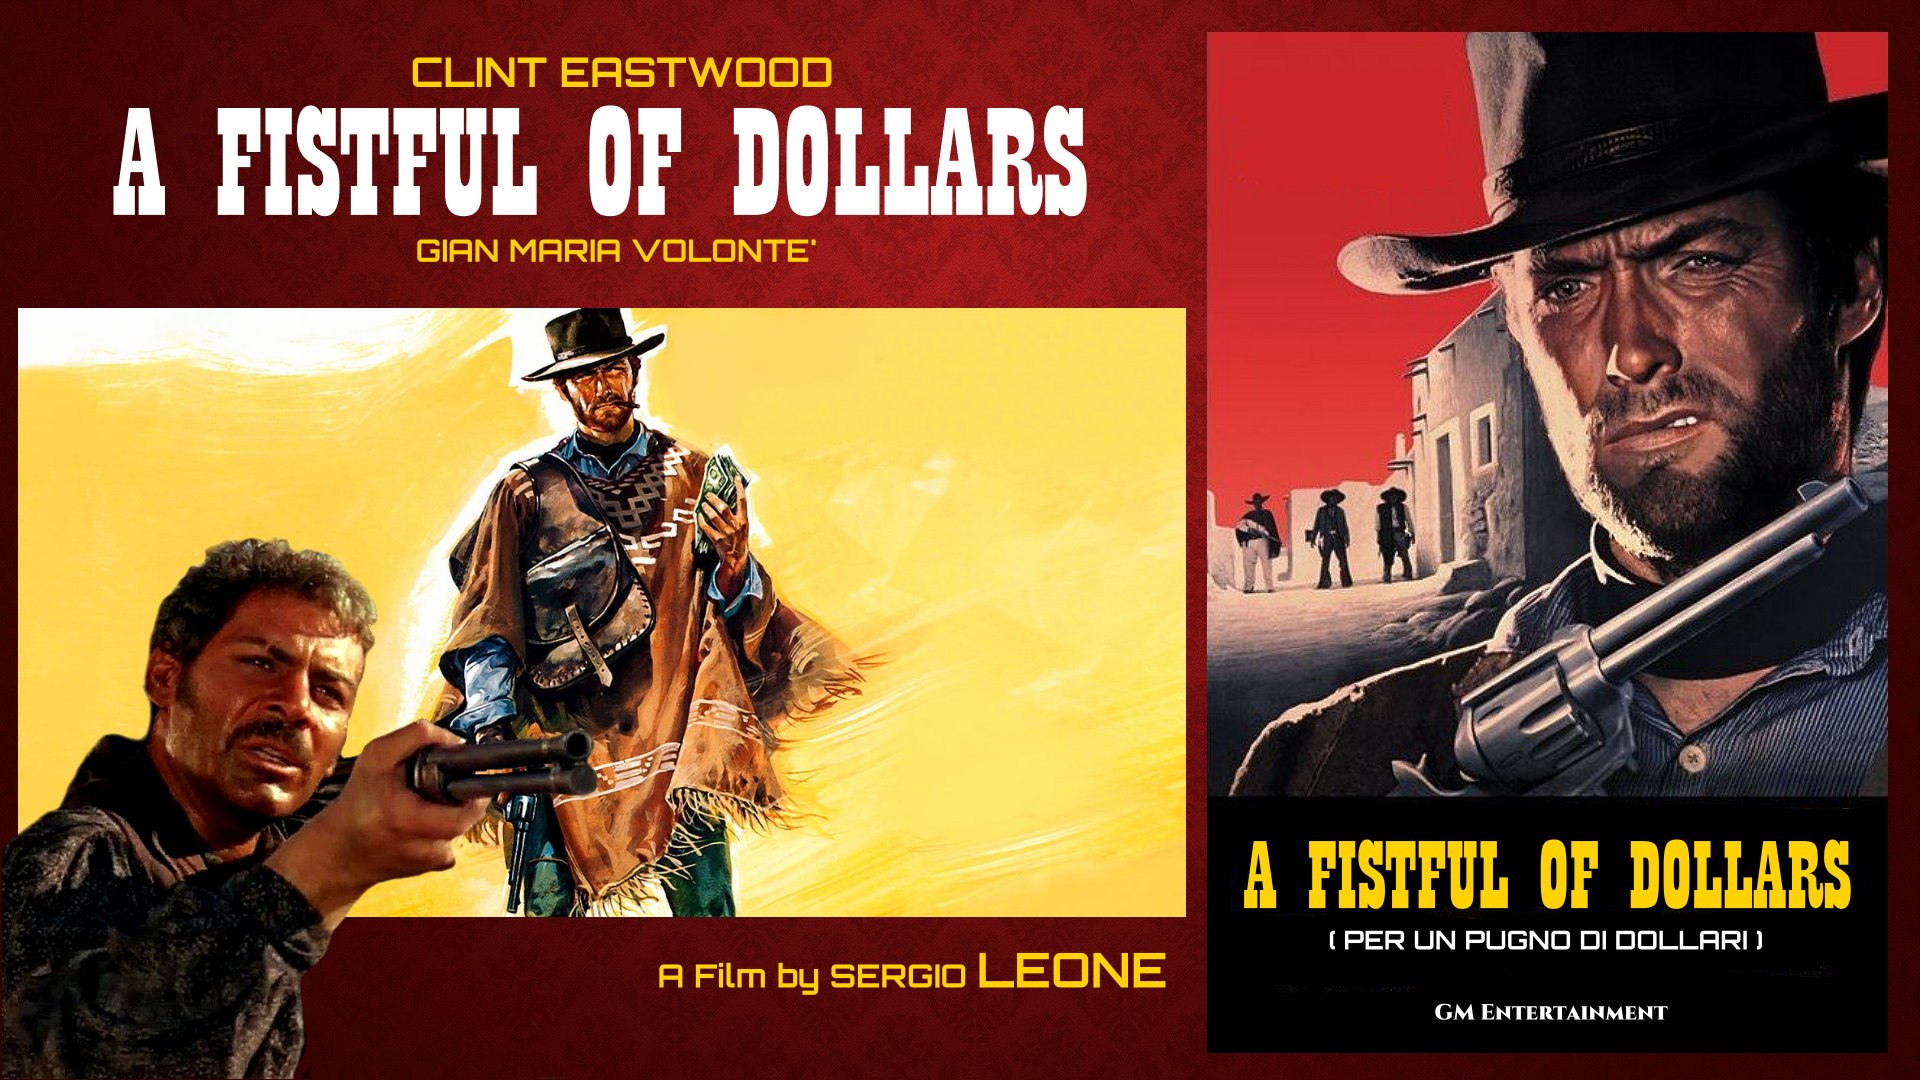 CLINT EASTWOOD
A FISTFUL OF DOLLARS
GIAN MARIA VOLONTE'
A Film by SERGIO LEONE
A FISTFUL OF DOLLARS
( PER UN PUGNO DI DOLLARI )
GM ENTERTAINMENT